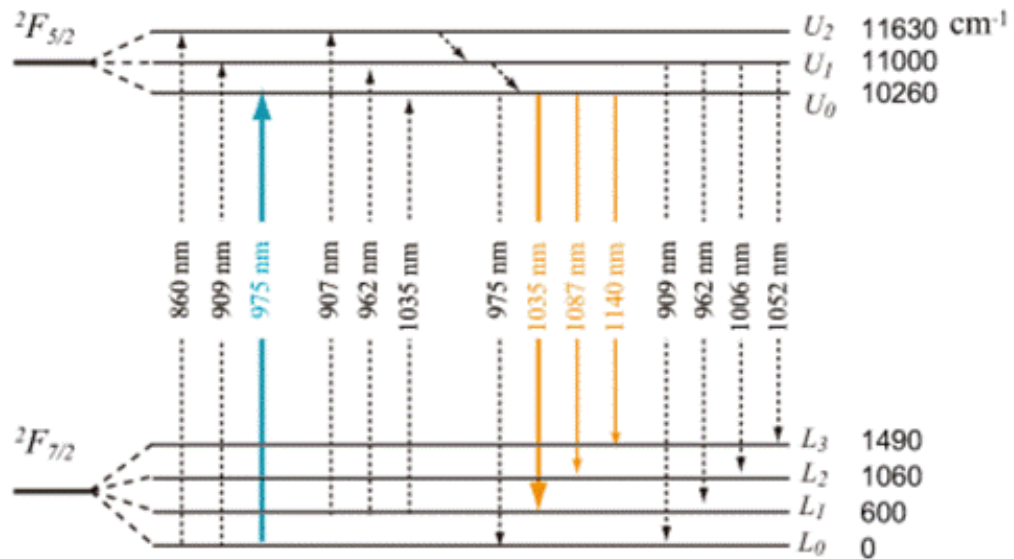 ²F₅/₂
U₂ 11630 cm⁻¹
U₁ 11000
U₀ 10260
860 nm
909 nm
975 nm
907 nm
962 nm
1035 nm
975 nm
1035 nm
1087 nm
1140 nm
909 nm
962 nm
1006 nm
1052 nm
²F₇/₂
L₃ 1490
L₂ 1060
L₁ 600
L₀ 0